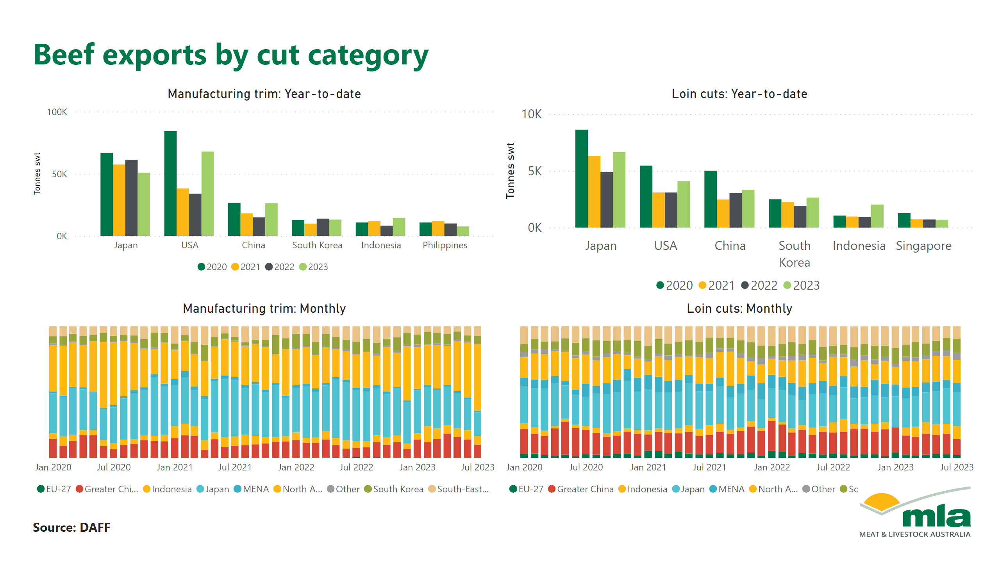 Beef exports by cut category
Manufacturing trim: Year-to-date
100K
50K
0K
Tonnes swt
Japan USA China South Korea Indonesia Philippines
2020 2021 2022 2023
Loin cuts: Year-to-date
10K
5K
0K
Tonnes swt
Japan USA China South Indonesia Singapore
Korea
2020 2021 2022 2023
Manufacturing trim: Monthly
Jan 2020 Jul 2020 Jan 2021 Jul 2021 Jan 2022 Jul 2022 Jan 2023 Jul 2023
EU-27 Greater Chi... Indonesia Japan MENA North A... Other South Korea South-East...
Loin cuts: Monthly
Jan 2020 Jul 2020 Jan 2021 Jul 2021 Jan 2022 Jul 2022 Jan 2023 Jul 2023
EU-27 Greater China Indonesia Japan MENA North A... Other Sc
Source: DAFF
mla
MEAT & LIVESTOCK AUSTRALIA